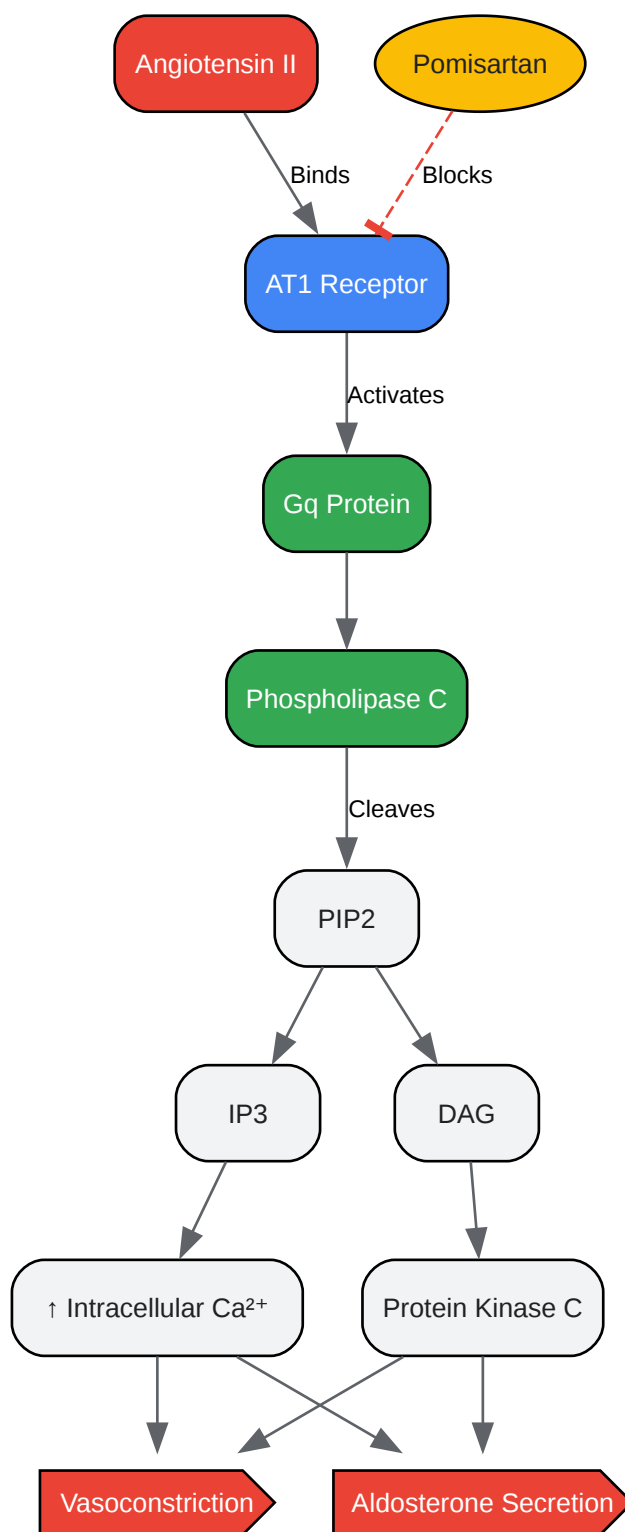 Angiotensin II
Pomisartan
Binds
Blocks
AT1 Receptor
Activates
Gq Protein
Phospholipase C
Cleaves
PIP2
IP3
DAG
↑ Intracellular Ca²⁺
Protein Kinase C
Vasoconstriction
Aldosterone Secretion